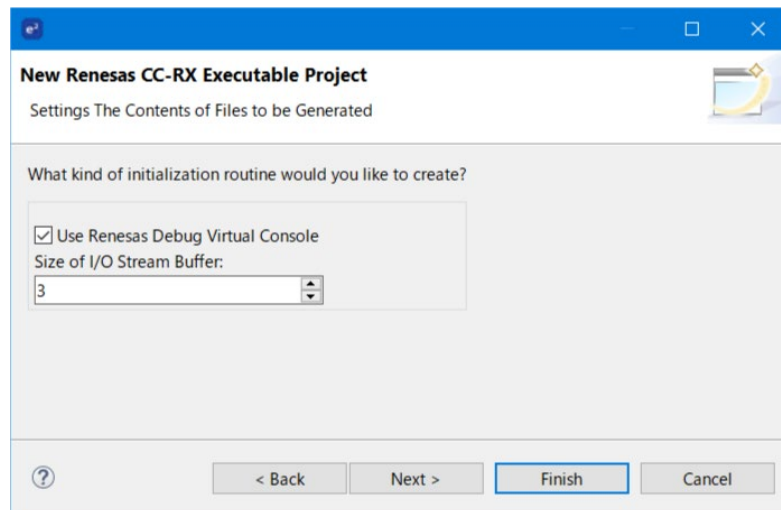 e²
New Renesas CC-RX Executable Project
Settings The Contents of Files to be Generated
What kind of initialization routine would you like to create?
Use Renesas Debug Virtual Console
Size of I/O Stream Buffer:
3
?
< Back
Next >
Finish
Cancel